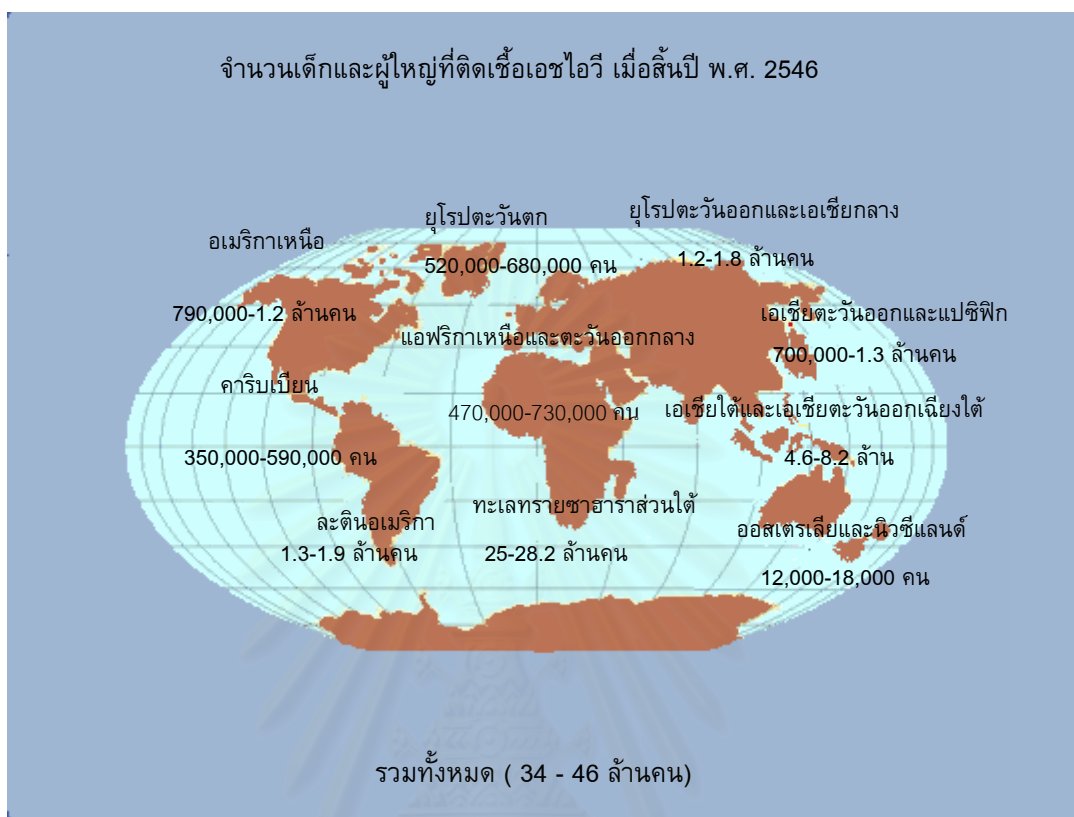 จำนวนเด็กและผู้ใหญ่ที่ติดเชื้อเอชไอวี เมื่อสิ้นปี พ.ศ. 2546
ยุโรปตะวันตก
520,000-680,000 คน
ยุโรปตะวันออกและเอเชียกลาง
1.2-1.8 ล้านคน
อเมริกาเหนือ
790,000-1.2 ล้านคน
แอฟริกาเหนือและตะวันออกกลาง
470,000-730,000 คน
เอเชียตะวันออกและแปซิฟิก
700,000-1.3 ล้านคน
คาริบเบียน
350,000-590,000 คน
เอเชียใต้และเอเชียตะวันออกเฉียงใต้
4.6-8.2 ล้าน
ละตินอเมริกา
1.3-1.9 ล้านคน
ทะเลทรายซาฮาราส่วนใต้
25-28.2 ล้านคน
ออสเตรเลียและนิวซีแลนด์
12,000-18,000 คน
รวมทั้งหมด ( 34 - 46 ล้านคน)